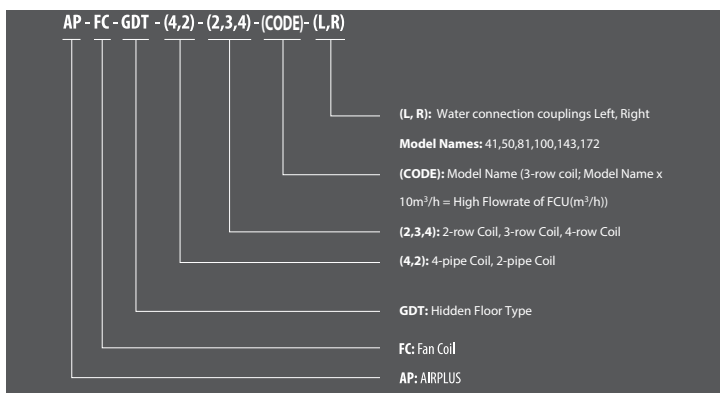 AP - FC - GDT - (4,2) - (2,3,4) - (CODE)- (L,R)
(L, R): Water connection couplings Left, Right
Model Names: 41,50,81,100,143,172
(CODE): Model Name (3-row coil; Model Name x
10m³/h = High Flowrate of FCU(m³/h))
(2,3,4): 2-row Coil, 3-row Coil, 4-row Coil
(4,2): 4-pipe Coil, 2-pipe Coil
GDT: Hidden Floor Type
FC: Fan Coil
AP: AIRPLUS